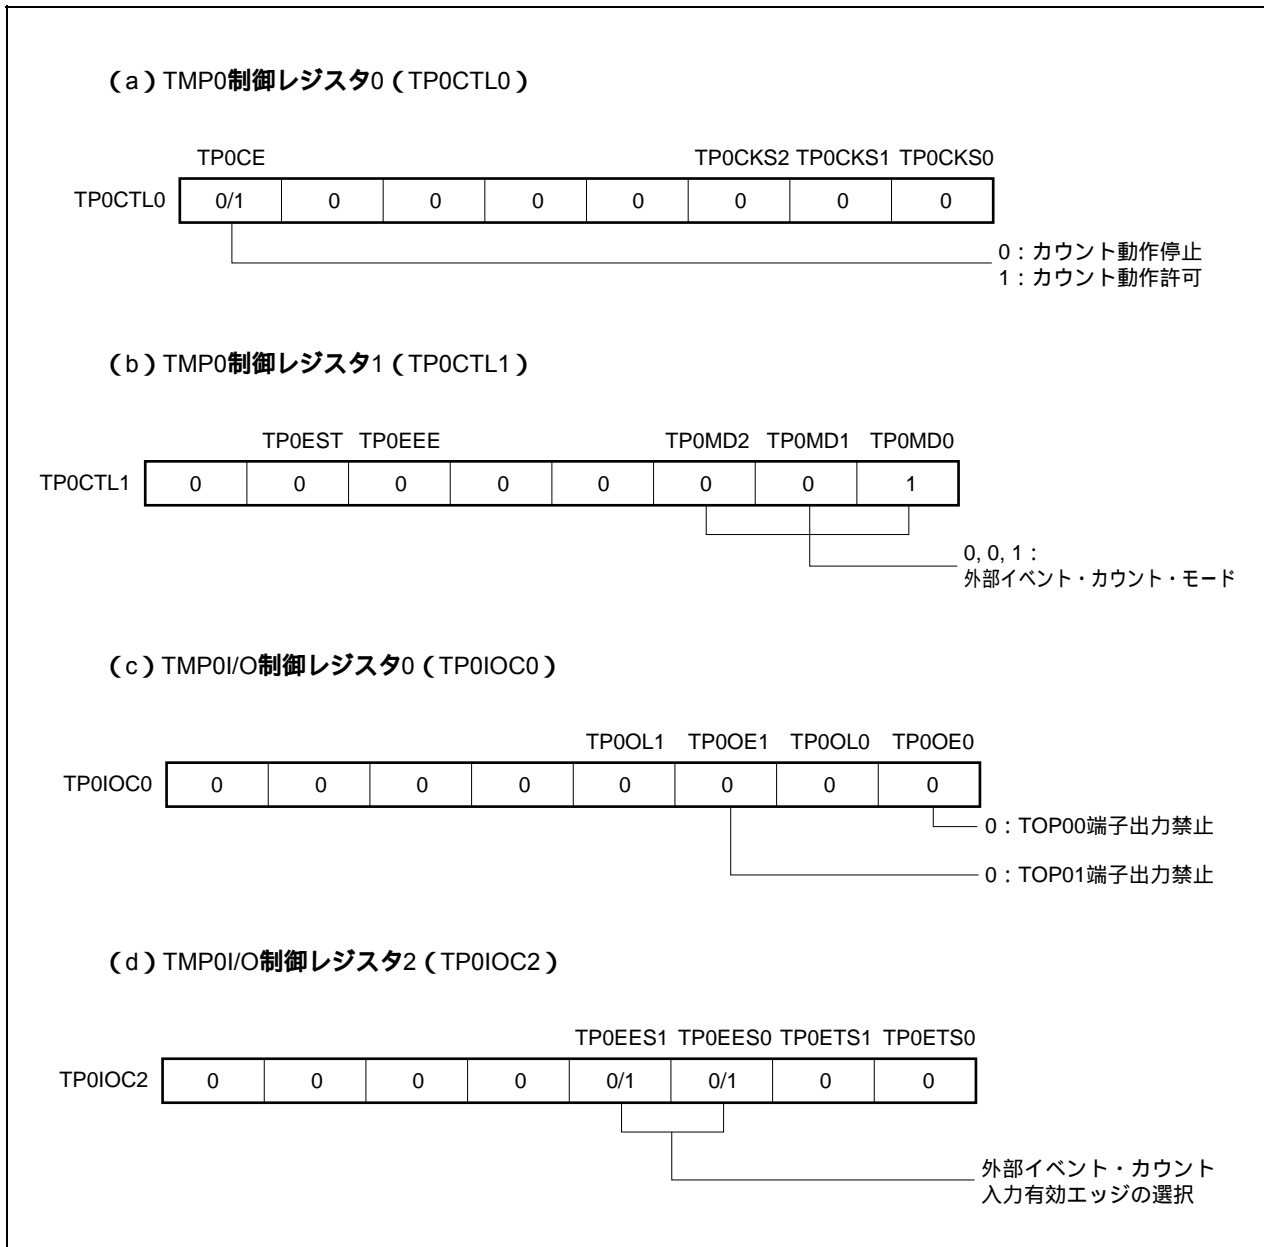 （a）TMP0制御レジスタ0（TP0CTL0）
TP0CE TP0CKS2 TP0CKS1 TP0CKS0
TP0CTL0 0/1 0 0 0 0 0 0 0
0：カウント動作停止
1：カウント動作許可
（b）TMP0制御レジスタ1（TP0CTL1）
TP0EST TP0EEE TP0MD2 TP0MD1 TP0MD0
TP0CTL1 0 0 0 0 0 0 0 1
0, 0, 1：
外部イベント・カウント・モード
（c）TMP0I/O制御レジスタ0（TP0IOC0）
TP0OL1 TP0OE1 TP0OL0 TP0OE0
TP0IOC0 0 0 0 0 0 0 0 0
0：TOP00端子出力禁止
0：TOP01端子出力禁止
（d）TMP0I/O制御レジスタ2（TP0IOC2）
TP0EES1 TP0EES0 TP0ETS1 TP0ETS0
TP0IOC2 0 0 0 0 0/1 0/1 0 0
外部イベント・カウント
入力有効エッジの選択